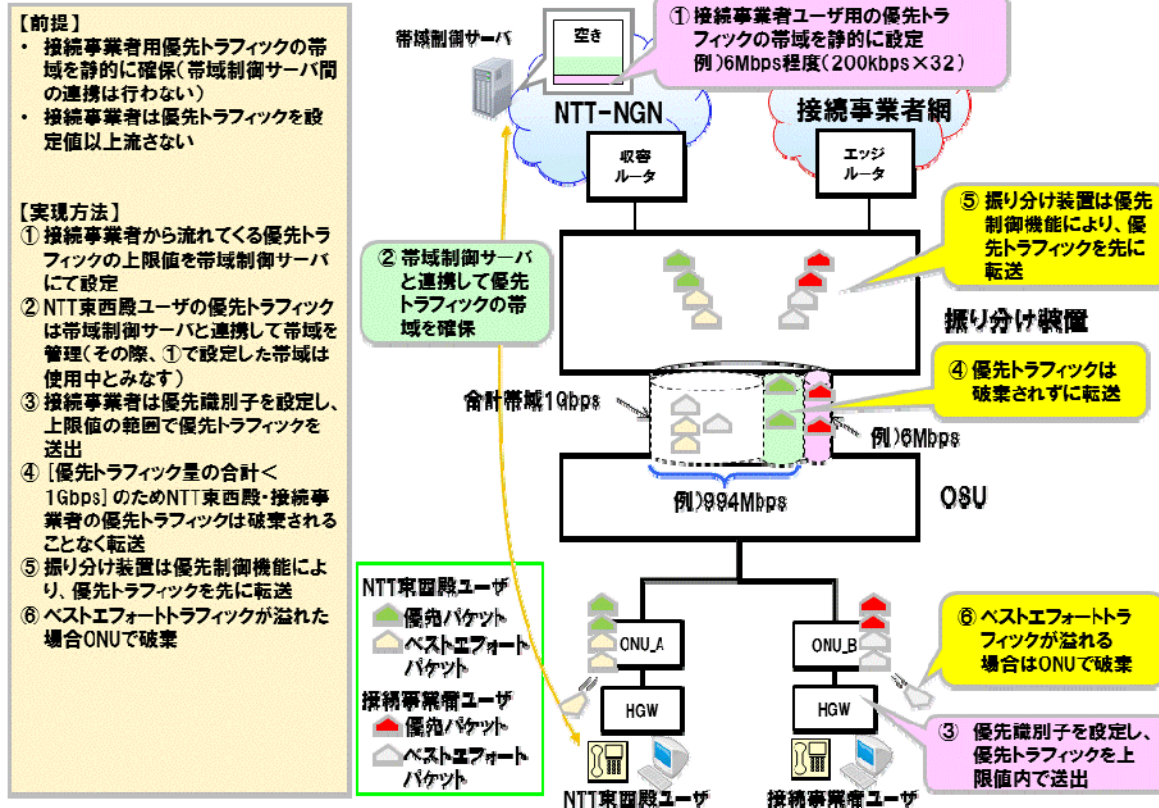 【前提】
・ 接続事業者用優先トラフィックの帯
域を静的に確保(帯域制御サーバ間
の連携は行わない)
・ 接続事業者は優先トラフィックを設
定値以上流さない
【実現方法】
① 接続事業者から流れてくる優先トラ
フィックの上限値を帯域制御サーバ
にて設定
② NTT東西殿ユーザの優先トラフィック
は帯域制御サーバと連携して帯域を
管理(その際、①で設定した帯域は
使用中とみなす)
③ 接続事業者は優先識別子を設定し、
上限値の範囲で優先トラフィックを
送出
④ [優先トラフィック量の合計<
1Gbps]のためNTT東西殿・接続事
業者の優先トラフィックは破棄される
ことなく転送
⑤ 振り分け装置は優先制御機能によ
り、優先トラフィックを先に転送
⑥ ベストエフォートトラフィックが溢れた
場合ONUで破棄
帯域制御サーバ
空き
① 接続事業者ユーザ用の優先トラ
フィックの帯域を静的に設定
例)6Mbps程度(200kbps×32)
NTT-NGN
接続事業者網
収容
ルータ
エッジ
ルータ
② 帯域制御サーバ
と連携して優先
トラフィックの帯
域を確保
⑤ 振り分け装置は優先
制御機能により、優
先トラフィックを先に
転送
振り分け装置
④ 優先トラフィックは
破棄されずに転送
合計帯域1Gbps
例)6Mbps
例)994Mbps
OSU
NTT東西殿ユーザ
優先パケット
ベストエフォート
パケット
接続事業者ユーザ
優先パケット
ベストエフォート
パケット
ONU_A
ONU_B
HGW
HGW
⑥ ベストエフォートトラ
フィックが溢れる
場合はONUで破棄
③ 優先識別子を設定し、
優先トラフィックを上
限値内で送出
NTT東西殿ユーザ
接続事業者ユーザ